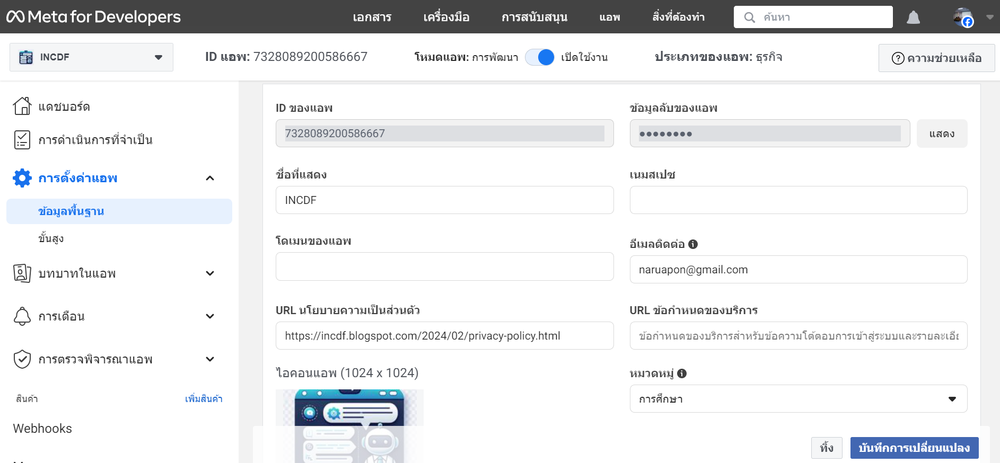 Meta for Developers
เอกสาร
เครื่องมือ
การสนับสนุน
แอพ
สิ่งที่ต้องทำ
ค้นหา
INCDF
ID แอพ: 7328089200586667
โหมดแอพ: การพัฒนา
เปิดใช้งาน
ประเภทของแอพ: ธุรกิจ
ความช่วยเหลือ
แดชบอร์ด
การดำเนินการที่จำเป็น
การตั้งค่าแอพ
ข้อมูลพื้นฐาน
ขั้นสูง
บทบาทในแอพ
การเตือน
การตรวจพิจารณาแอพ
สินค้า
เพิ่มสินค้า
Webhooks
ID ของแอพ
7328089200586667
ข้อมูลลับของแอพ
●●●●●●●●
แสดง
ชื่อที่แสดง
INCDF
เนมสเปซ
โดเมนของแอพ
อีเมลติดต่อ
naruapon@gmail.com
URL นโยบายความเป็นส่วนตัว
https://incdf.blogspot.com/2024/02/privacy-policy.html
URL ข้อกำหนดของบริการ
ข้อกำหนดของบริการสำหรับข้อความโต้ตอบการเข้าสู่ระบบและรายละเอีย
ไอคอนแอพ (1024 x 1024)
หมวดหมู่
การศึกษา
ทิ้ง
บันทึกการเปลี่ยนแปลง